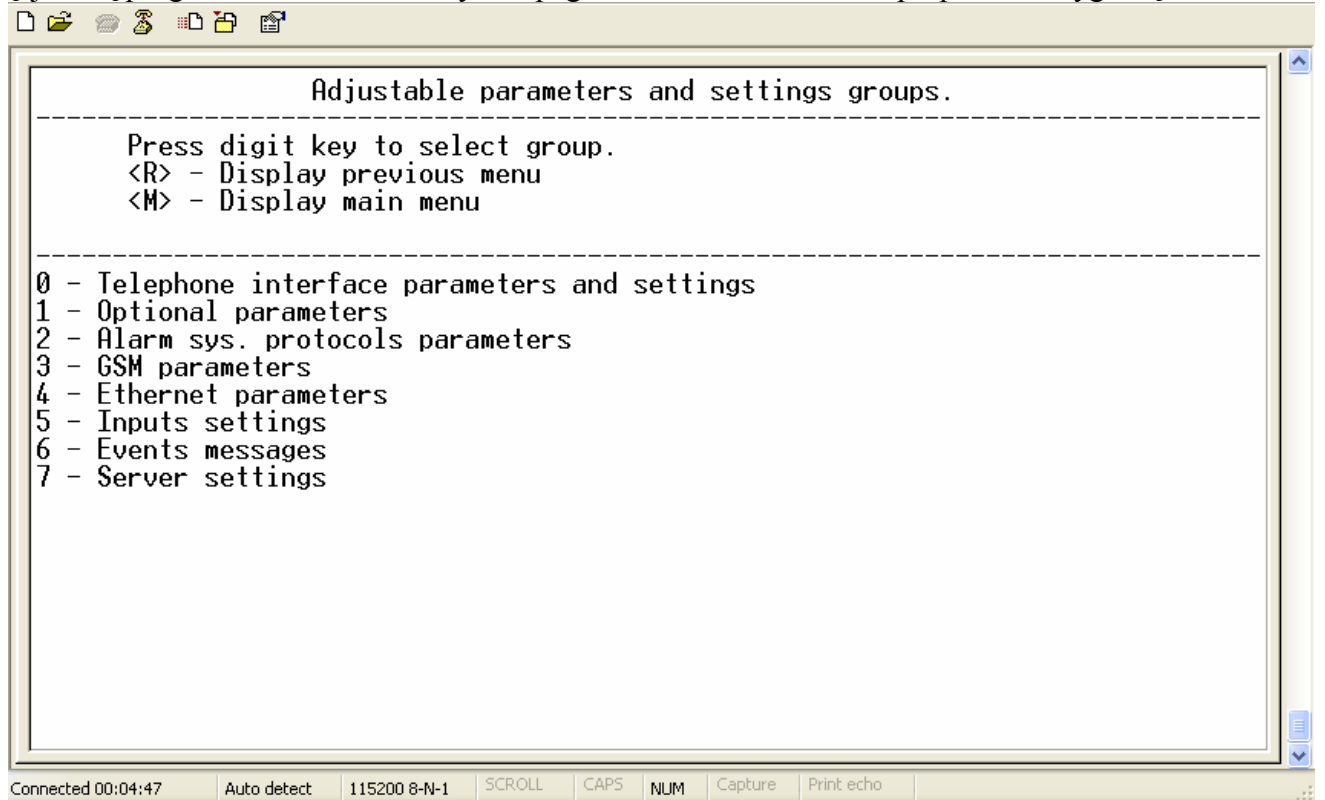 Adjustable parameters and settings groups.
Press digit key to select group.
<R> - Display previous menu
<M> - Display main menu
0 - Telephone interface parameters and settings
1 - Optional parameters
2 - Alarm sys. protocols parameters
3 - GSM parameters
4 - Ethernet parameters
5 - Inputs settings
6 - Events messages
7 - Server settings
Connected 00:04:47 Auto detect 115200 8-N-1 SCROLL CAPS NUM Capture Print echo